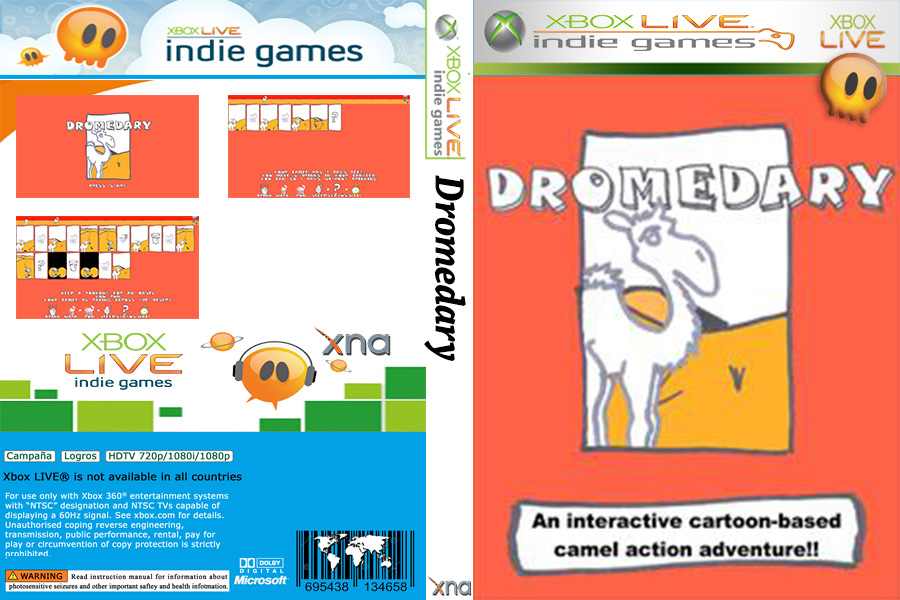 XBOX LIVE
indie games
DROMEDARY
PRESS START
XBOX LIVE
indie games
xna
Campaña Logros HDTV 720p/1080i/1080p
Xbox LIVE® is not available in all countries
For use only with Xbox 360® entertainment systems
with "NTSC" designation and NTSC TVs capable of
displaying a 60Hz signal. See xbox.com for details.
Unauthorised coping reverse engineering,
transmission, public performance, rental, pay for
play or circumvention of copy protection is strictly
prohibited.
WARNING Read instruction manual for information about
photosensitive seizures and other important saftey and health infotmation.
DOLBY
DIGITAL
Microsoft
695438 134658
XBOX LIVE
indie games
Dromedary
xna
XBOX LIVE
indie games
XBOX
LIVE
DROMEDARY
An interactive cartoon-based
camel action adventure!!